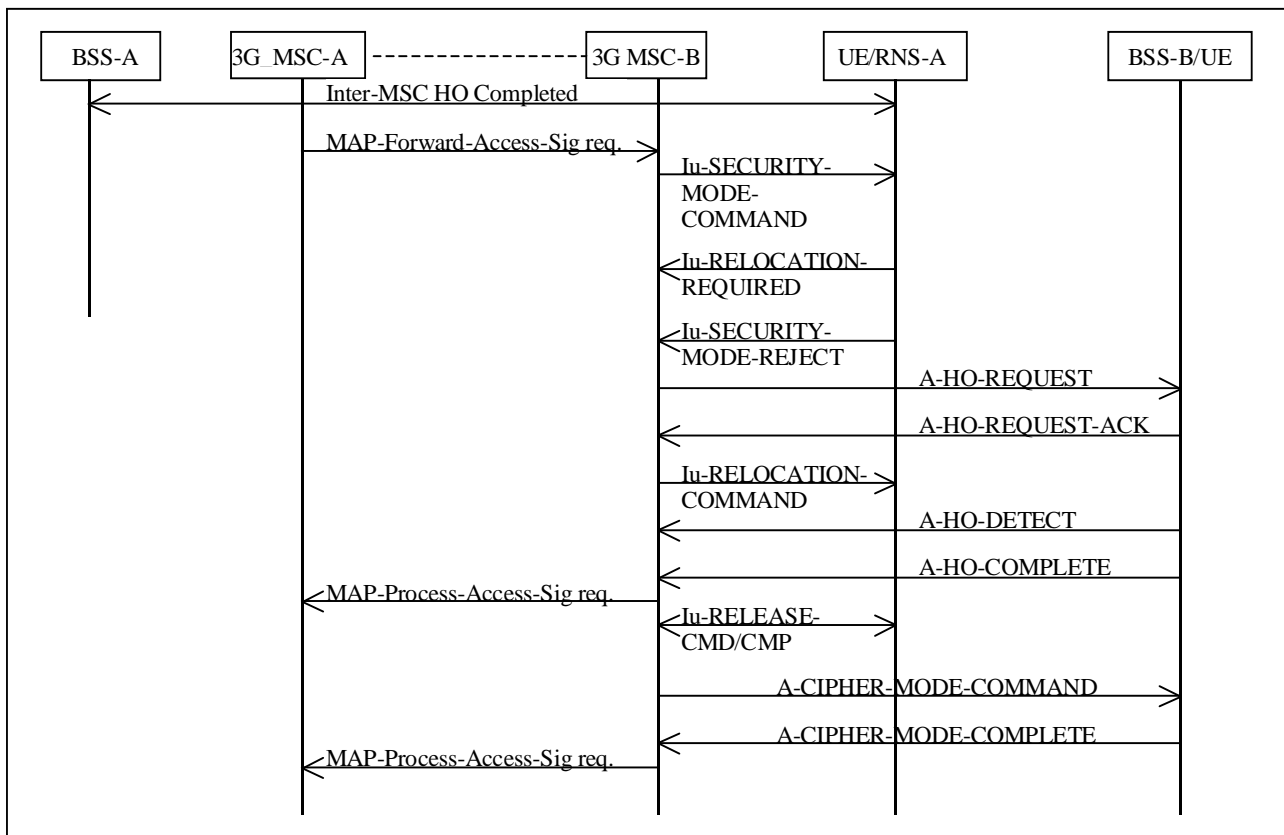 BSS-A
3G_MSC-A
3G MSC-B
UE/RNS-A
BSS-B/UE
Inter-MSC HO Completed
MAP-Forward-Access-Sig req.
Iu-SECURITY-
MODE-
COMMAND
Iu-RELOCATION-
REQUIRED
Iu-SECURITY-
MODE-REJECT
A-HO-REQUEST
A-HO-REQUEST-ACK
Iu-RELOCATION-
COMMAND
A-HO-DETECT
A-HO-COMPLETE
MAP-Process-Access-Sig req.
Iu-RELEASE-
CMD/CMP
A-CIPHER-MODE-COMMAND
A-CIPHER-MODE-COMPLETE
MAP-Process-Access-Sig req.